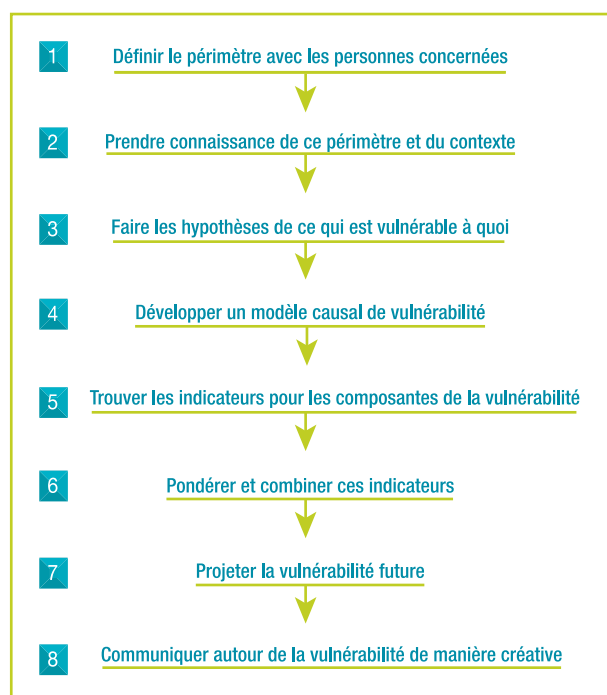 1 Définir le périmètre avec les personnes concernées
2 Prendre connaissance de ce périmètre et du contexte
3 Faire les hypothèses de ce qui est vulnérable à quoi
4 Développer un modèle causal de vulnérabilité
5 Trouver les indicateurs pour les composantes de la vulnérabilité
6 Pondérer et combiner ces indicateurs
7 Projeter la vulnérabilité future
8 Communiquer autour de la vulnérabilité de manière créative